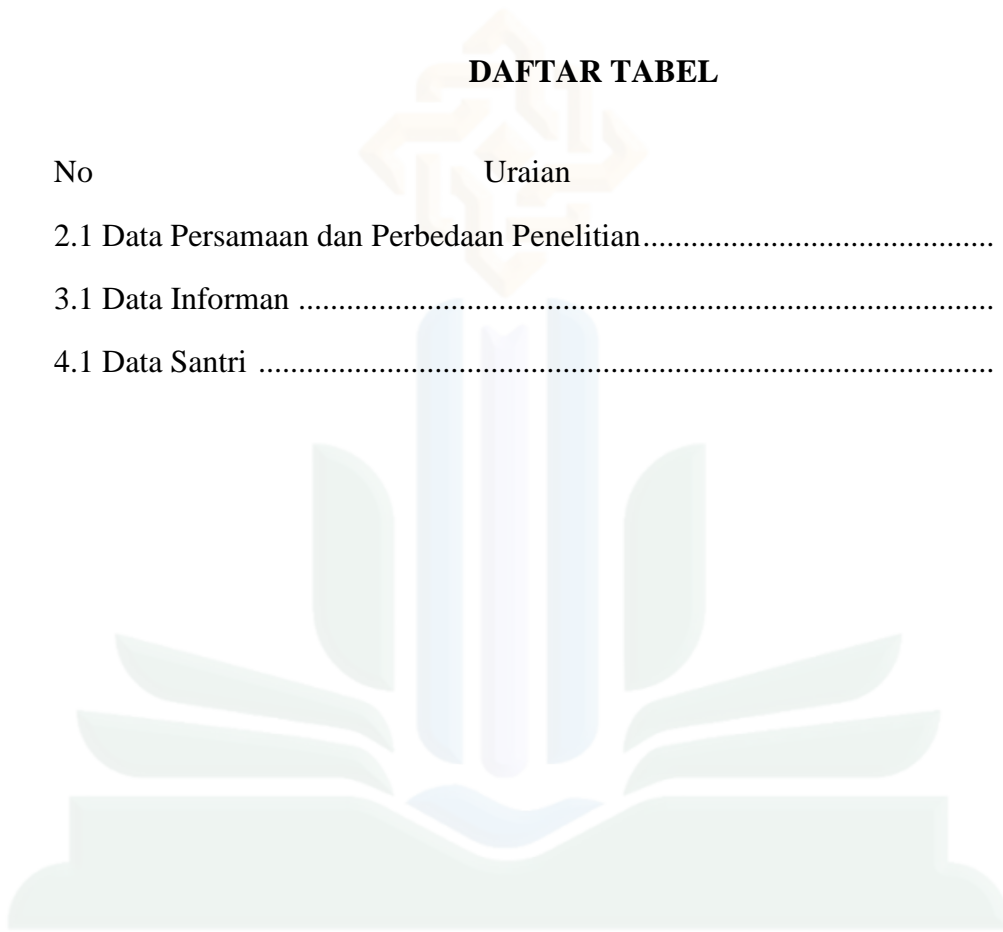 DAFTAR TABEL
No Uraian
2.1 Data Persamaan dan Perbedaan Penelitian............................................
3.1 Data Informan .......................................................................................
4.1 Data Santri ............................................................................................